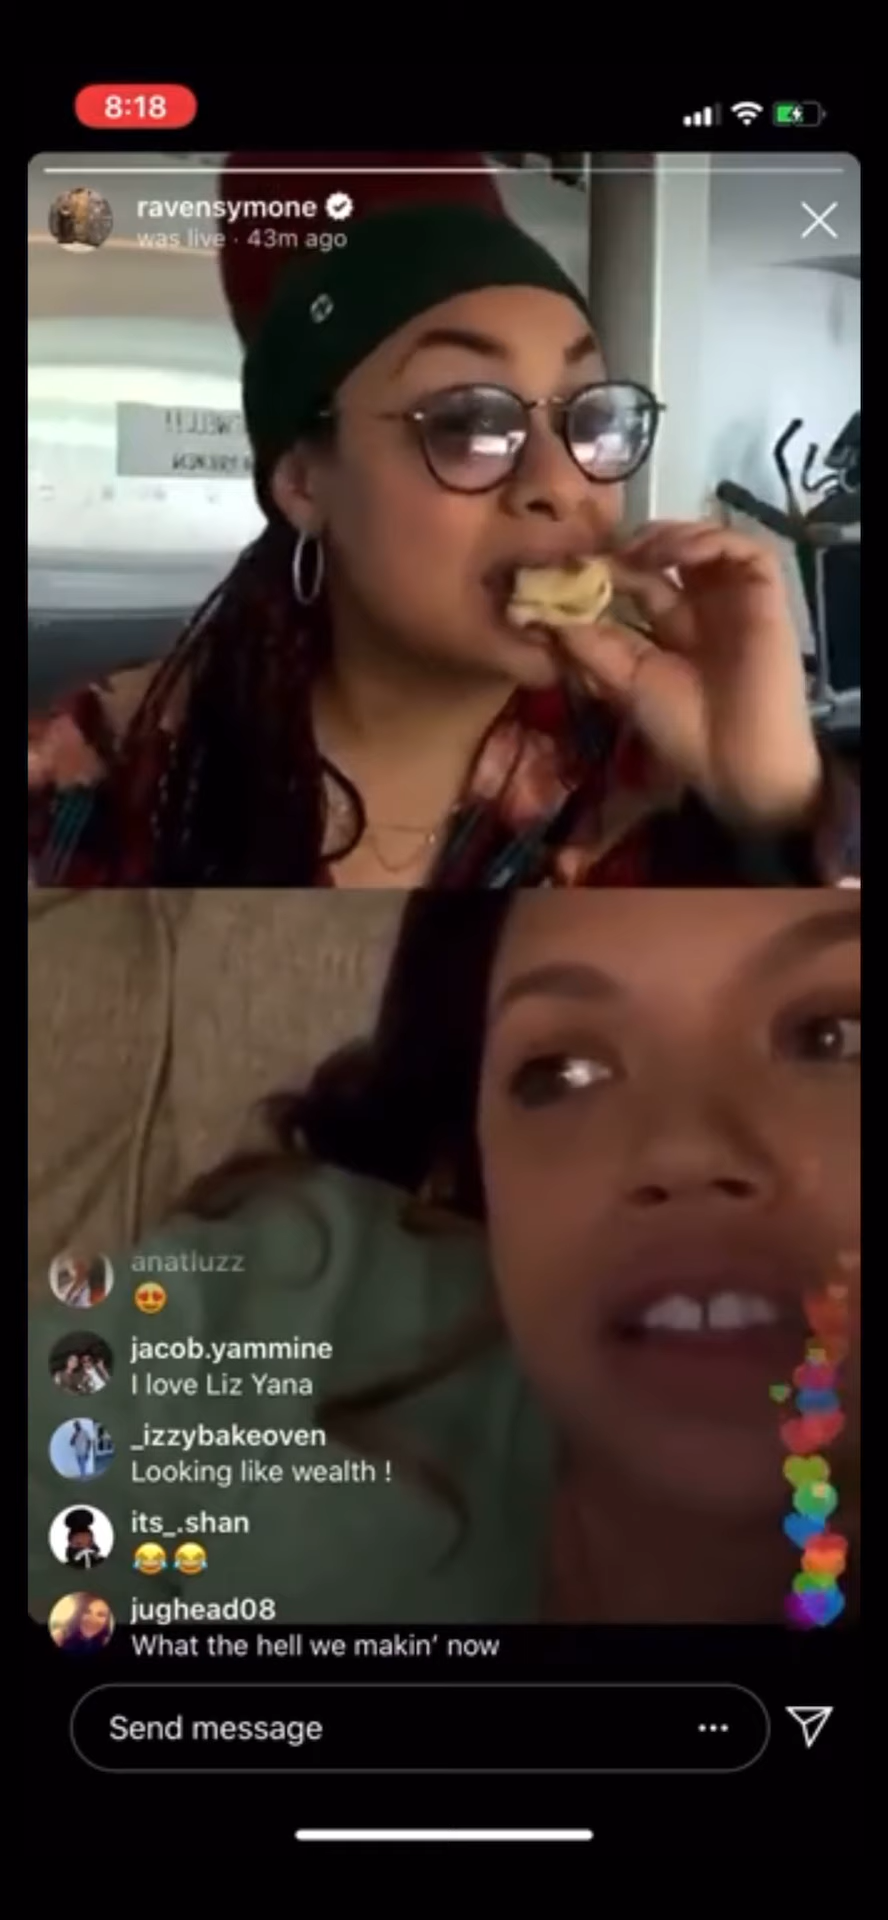 8:18
ravensymone
was live · 43m ago
anatluzz
😍
jacob.yammine
I love Liz Yana
_izzybakeoven
Looking like wealth !
its_.shan
😂😂
jughead08
What the hell we makin' now
Send message